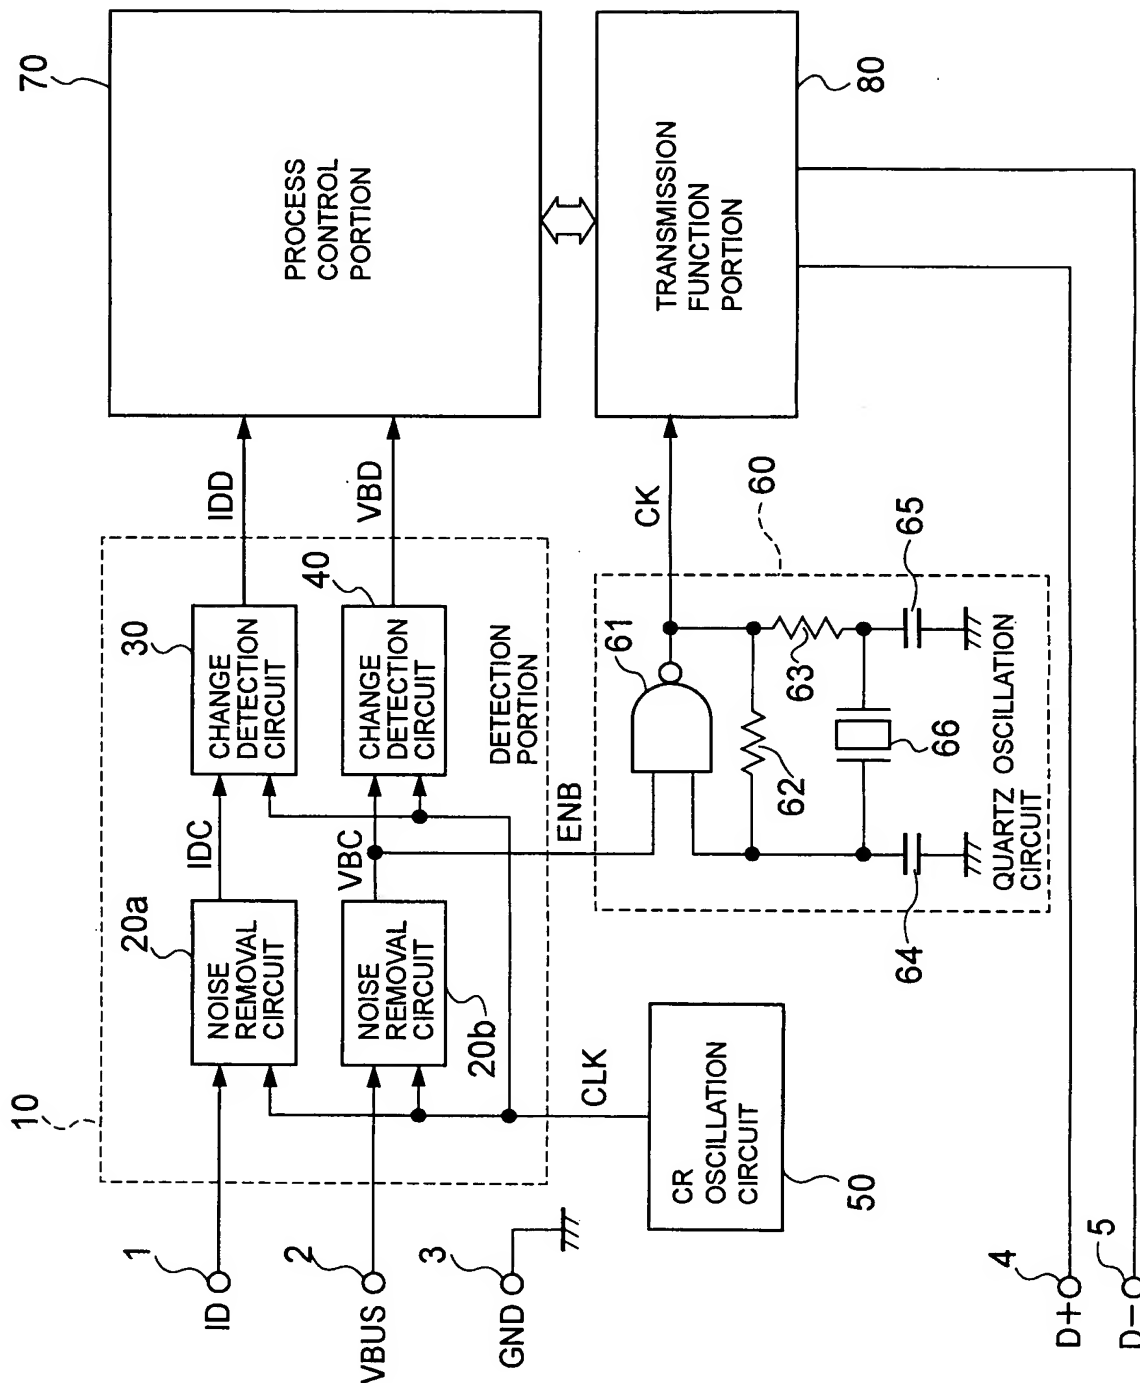 10
1
ID
2
VBUS
3
GND
20a
NOISE
REMOVAL
CIRCUIT
NOISE
REMOVAL
CIRCUIT
20b
IDC
VBC
30
CHANGE
DETECTION
CIRCUIT
40
CHANGE
DETECTION
CIRCUIT
DETECTION
PORTION
IDD
VBD
70
PROCESS
CONTROL
PORTION
CLK
CR
OSCILLATION
CIRCUIT
50
ENB
61
62
63
64
65
66
60
QUARTZ OSCILLATION
CIRCUIT
CK
TRANSMISSION
FUNCTION
PORTION
80
4
D+
5
D−